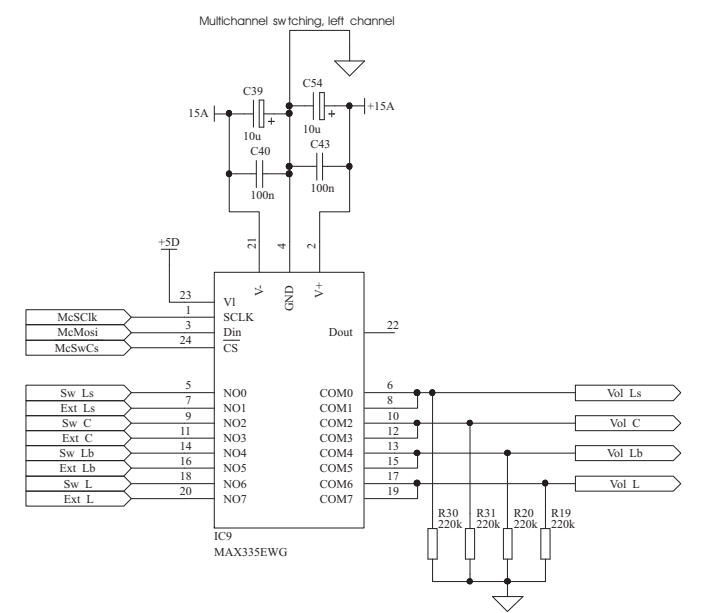 Multichannel switching, left channel
C39
C54
15A
+15A
+
+
10u
10u
C40
C43
100n
100n
+5D
21
4
2
V-
GND
V+
23
Vl
McSClk
1
SCLK
McMosi
3
Din
Dout
22
McSwCs
24
CS
Sw Ls
5
NO0
COM0
6
Vol Ls
Ext Ls
7
NO1
COM1
8
Sw C
9
NO2
COM2
10
Vol C
Ext C
11
NO3
COM3
12
Sw Lb
14
NO4
COM4
13
Vol Lb
Ext Lb
16
NO5
COM5
15
Sw L
18
NO6
COM6
17
Vol L
Ext L
20
NO7
COM7
19
R30
220k
R31
220k
R20
220k
R19
220k
IC9
MAX335EWG